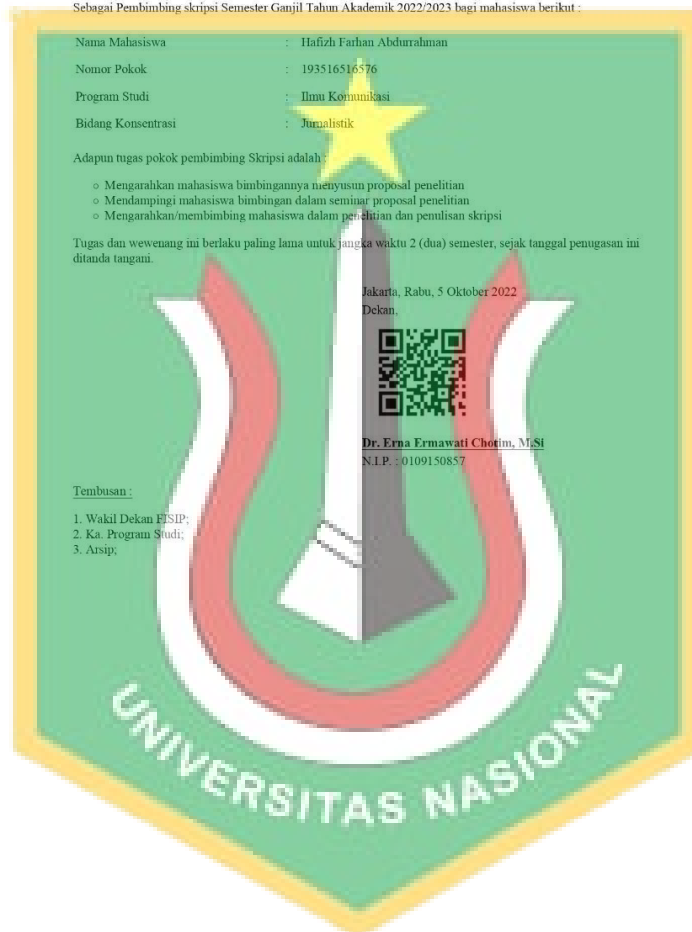 Sebagai Pembimbing skripsi Semester Ganjil Tahun Akademik 2022/2023 bagi mahasiswa berikut :
Nama Mahasiswa : Hafizh Farhan Abdurrahman
Nomor Pokok : 193516516576
Program Studi : Ilmu Komunikasi
Bidang Konsentrasi : Jurnalistik
Adapun tugas pokok pembimbing Skripsi adalah :
○ Mengarahkan mahasiswa bimbingannya menyusun proposal penelitian
○ Mendampingi mahasiswa bimbingan dalam seminar proposal penelitian
○ Mengarahkan/membimbing mahasiswa dalam penelitian dan penulisan skripsi
Tugas dan wewenang ini berlaku paling lama untuk jangka waktu 2 (dua) semester, sejak tanggal penugasan ini
ditanda tangani.
Jakarta, Rabu, 5 Oktober 2022
Dekan,
Dr. Erna Ermawati Chotim, M.Si
N.I.P. : 0109150857
Tembusan :
1. Wakil Dekan FISIP;
2. Ka. Program Studi;
3. Arsip;
UNIVERSITAS NASIONAL